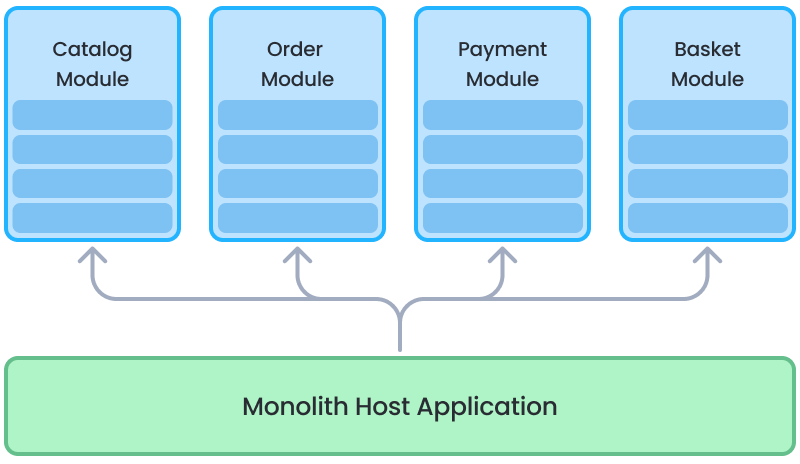 Catalog
Module
Order
Module
Payment
Module
Basket
Module
Monolith Host Application